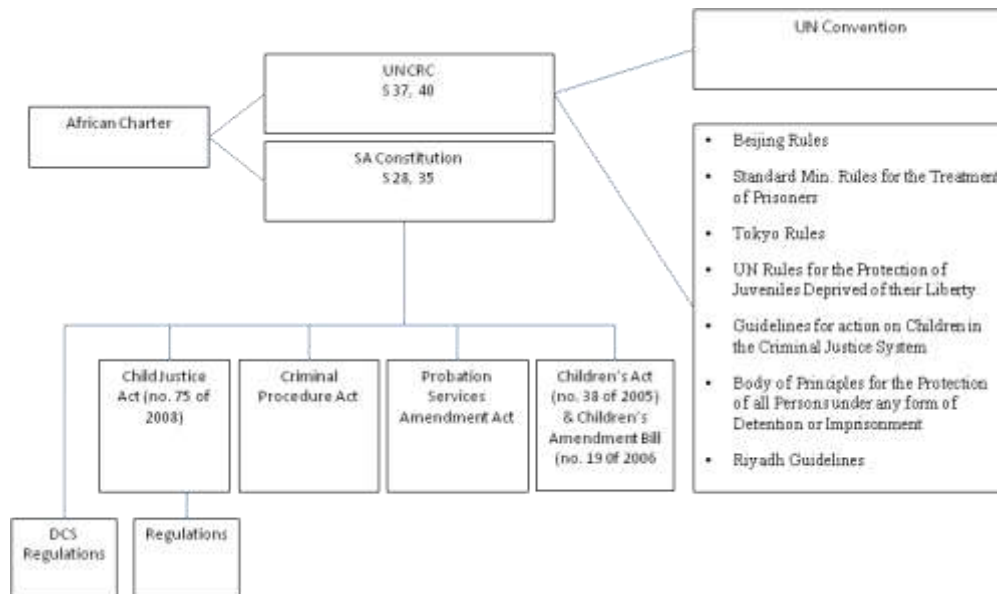 UN Convention
UNCRC
S 37, 40
African Charter
SA Constitution
S 28, 35
• Beijing Rules
• Standard Min. Rules for the Treatment
of Prisoners
• Tokyo Rules
• UN Rules for the Protection of
Juveniles Deprived of their Liberty
• Guidelines for action on Children in
the Criminal Justice System
• Body of Principles for the Protection
of all Persons under any form of
Detention or Imprisonment
• Riyadh Guidelines
Child Justice
Act (no. 75 of
2008)
Criminal
Procedure Act
Probation
Services
Amendment Act
Children's Act
(no. 38 of 2005)
& Children's
Amendment Bill
(no. 19 0f 2006
DCS
Regulations
Regulations